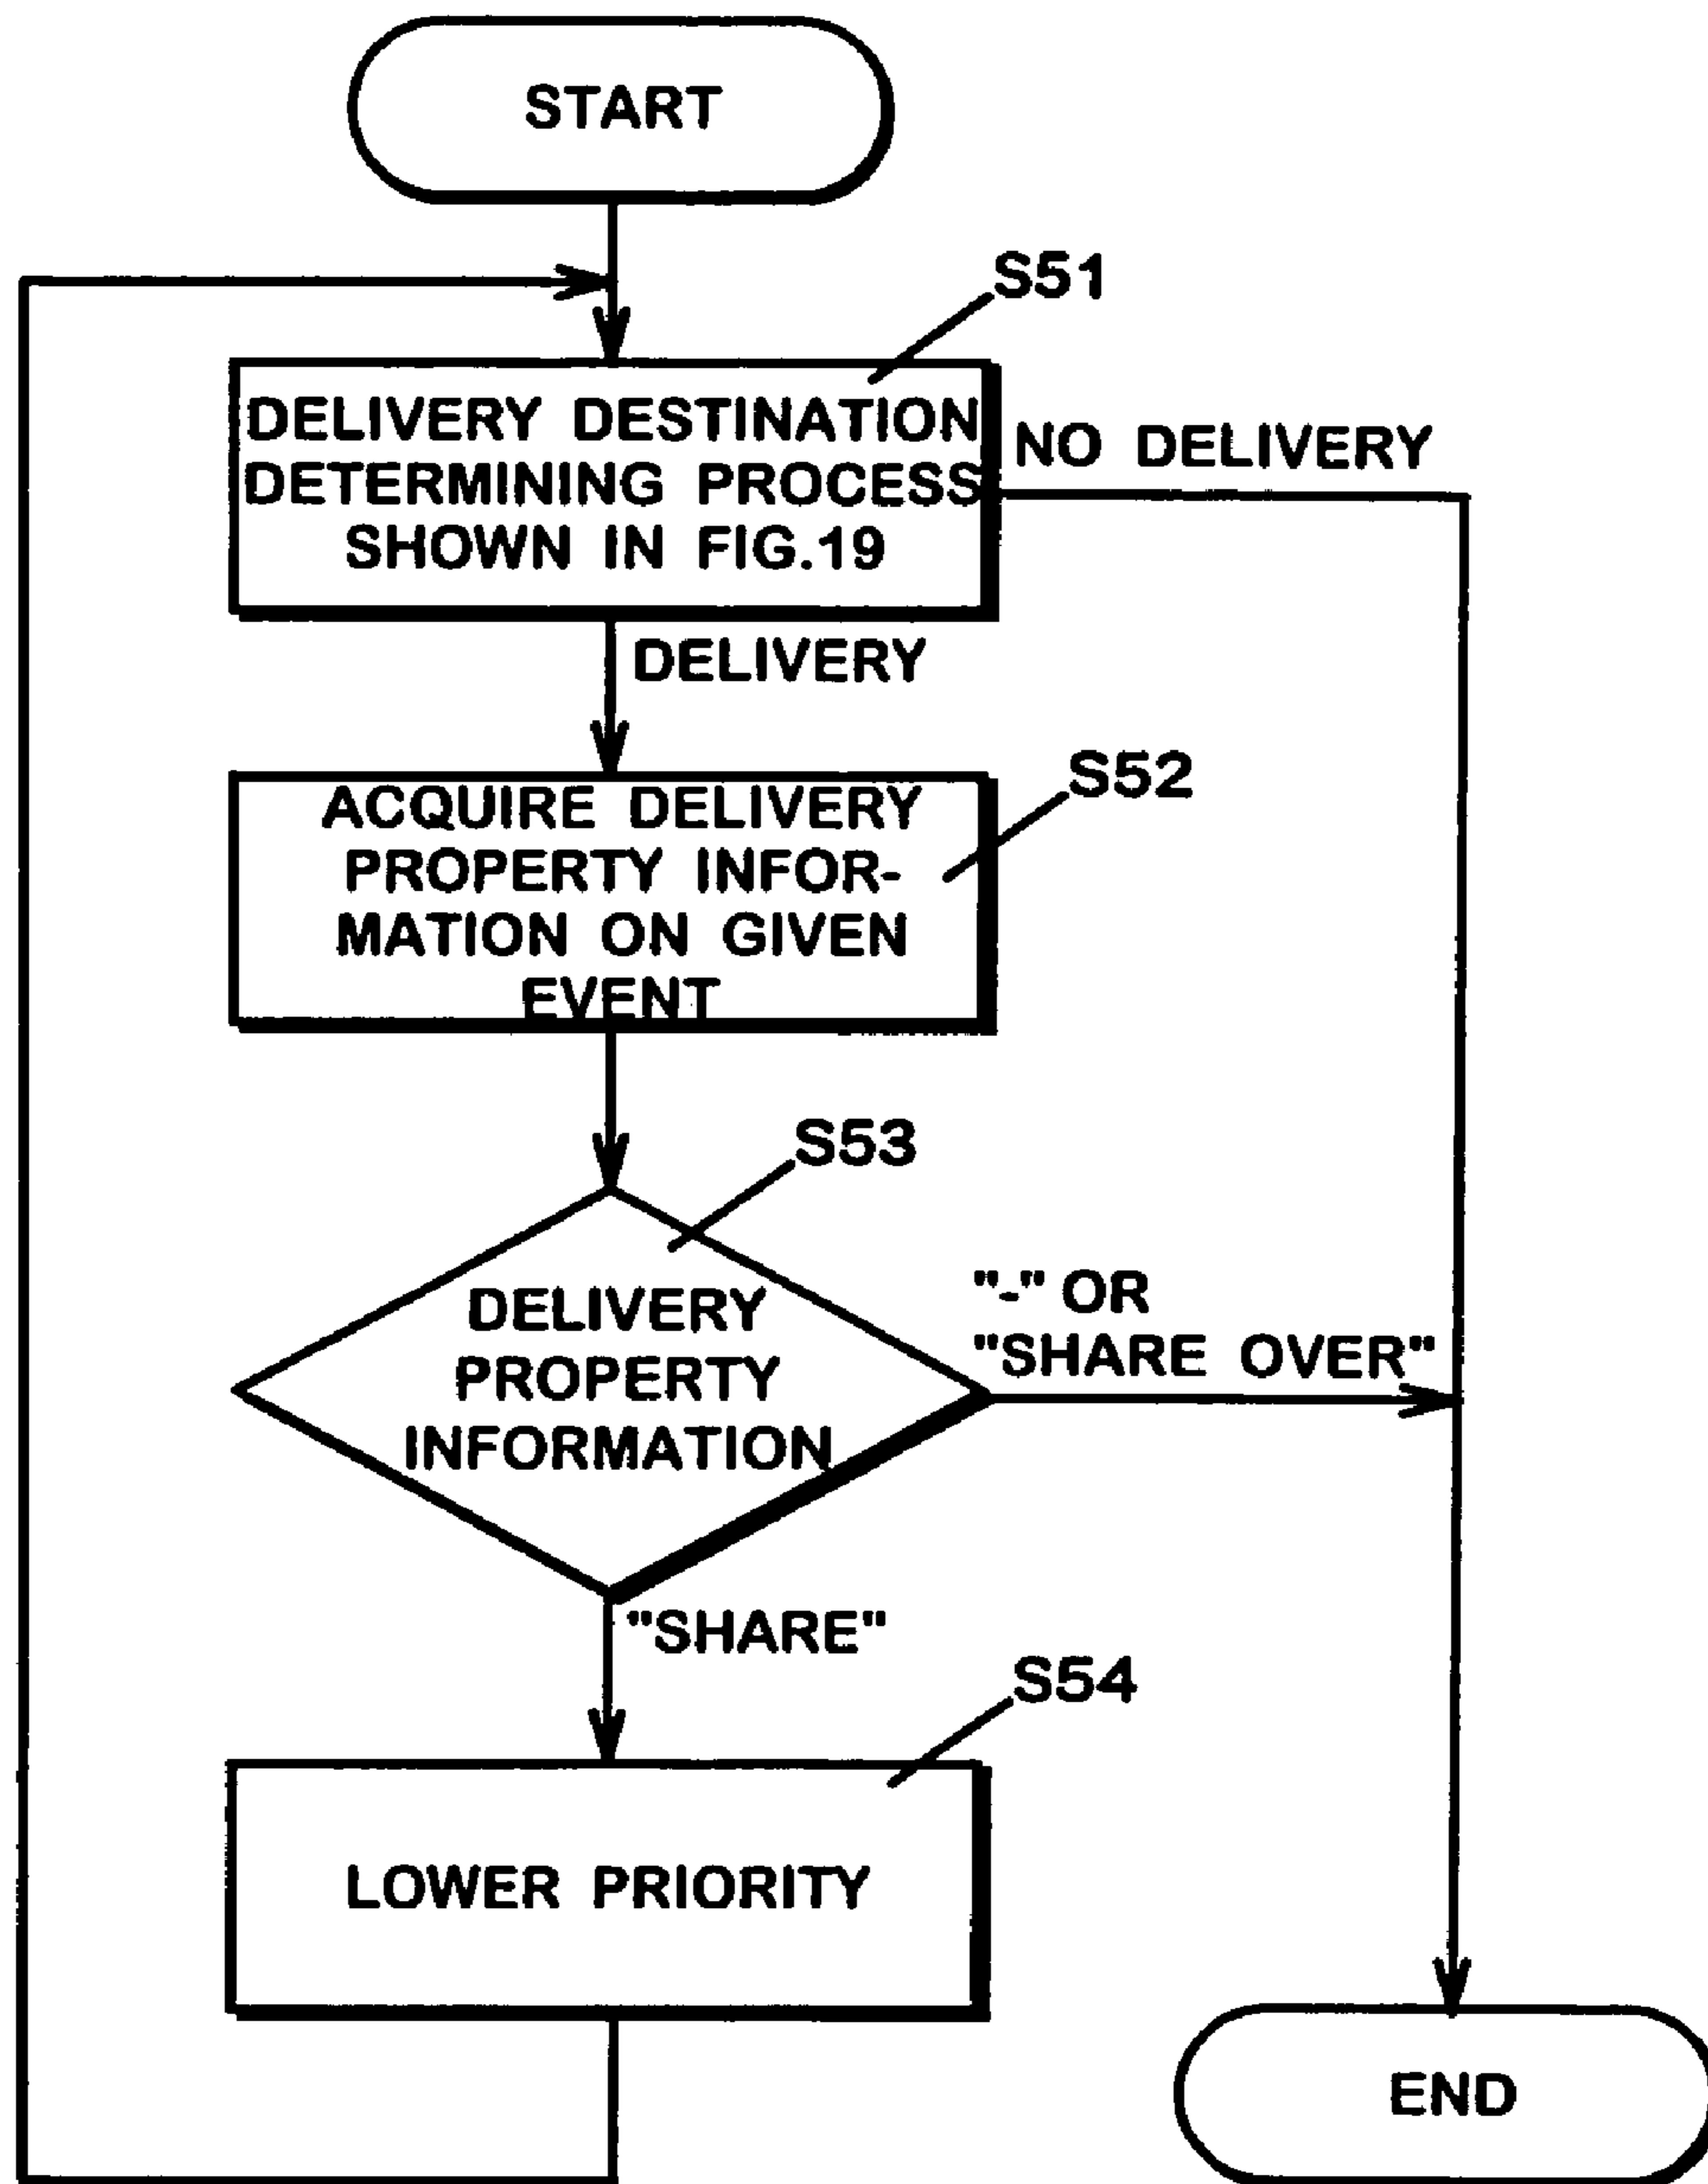 START
S51
DELIVERY DESTINATION
DETERMINING PROCESS
SHOWN IN FIG.19
NO DELIVERY
DELIVERY
S52
ACQUIRE DELIVERY
PROPERTY INFOR-
MATION ON GIVEN
EVENT
S53
DELIVERY
PROPERTY
INFORMATION
"-" OR
"SHARE OVER"
"SHARE"
S54
LOWER PRIORITY
END